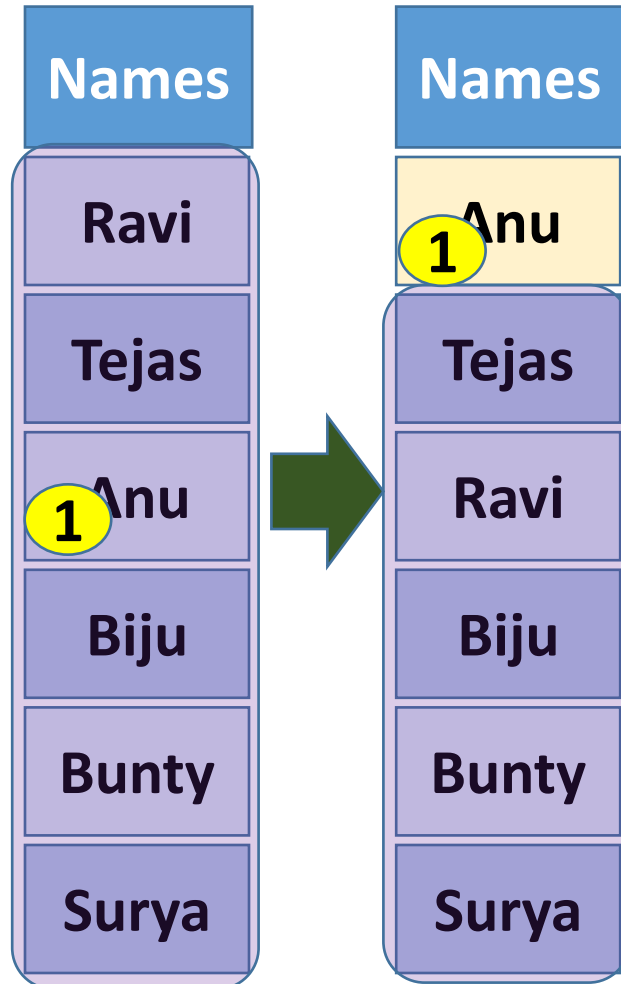 Names
Ravi
Tejas
Anu
1
Biju
Bunty
Surya
Names
Anu
1
Tejas
Ravi
Biju
Bunty
Surya